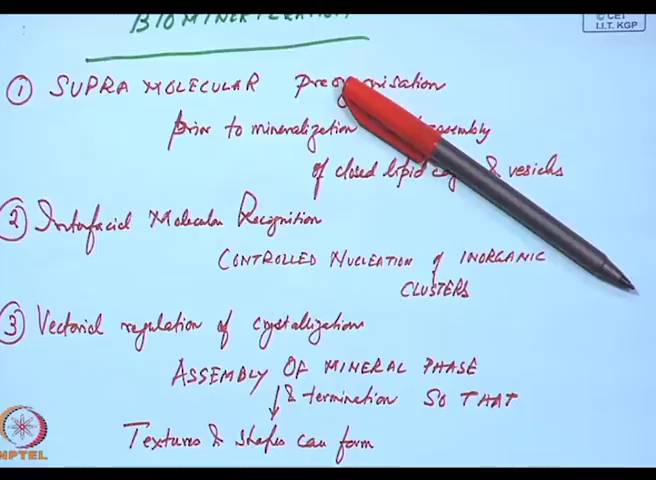 BIOMINERALIZATION
© CET
I.I.T. KGP
① SUPRA MOLECULAR Preorganisation
Prior to mineralization assembly
of closed lipid & vesicles
② Interfacial Molecular Recognition
CONTROLLED NUCLEATION of INORGANIC
CLUSTERS
③ Vectorial regulation of crystallization
ASSEMBLY OF MINERAL PHASE
& termination SO THAT
Textures & shapes can form
NPTEL